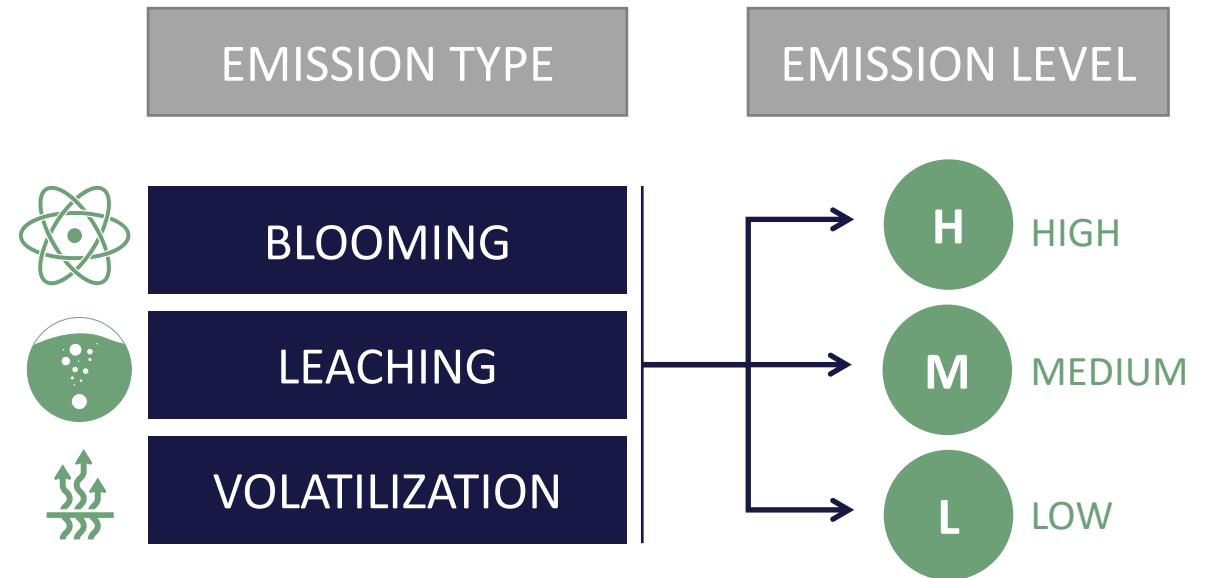 EMISSION TYPE
EMISSION LEVEL
BLOOMING
LEACHING
VOLATILIZATION
H HIGH
M MEDIUM
L LOW